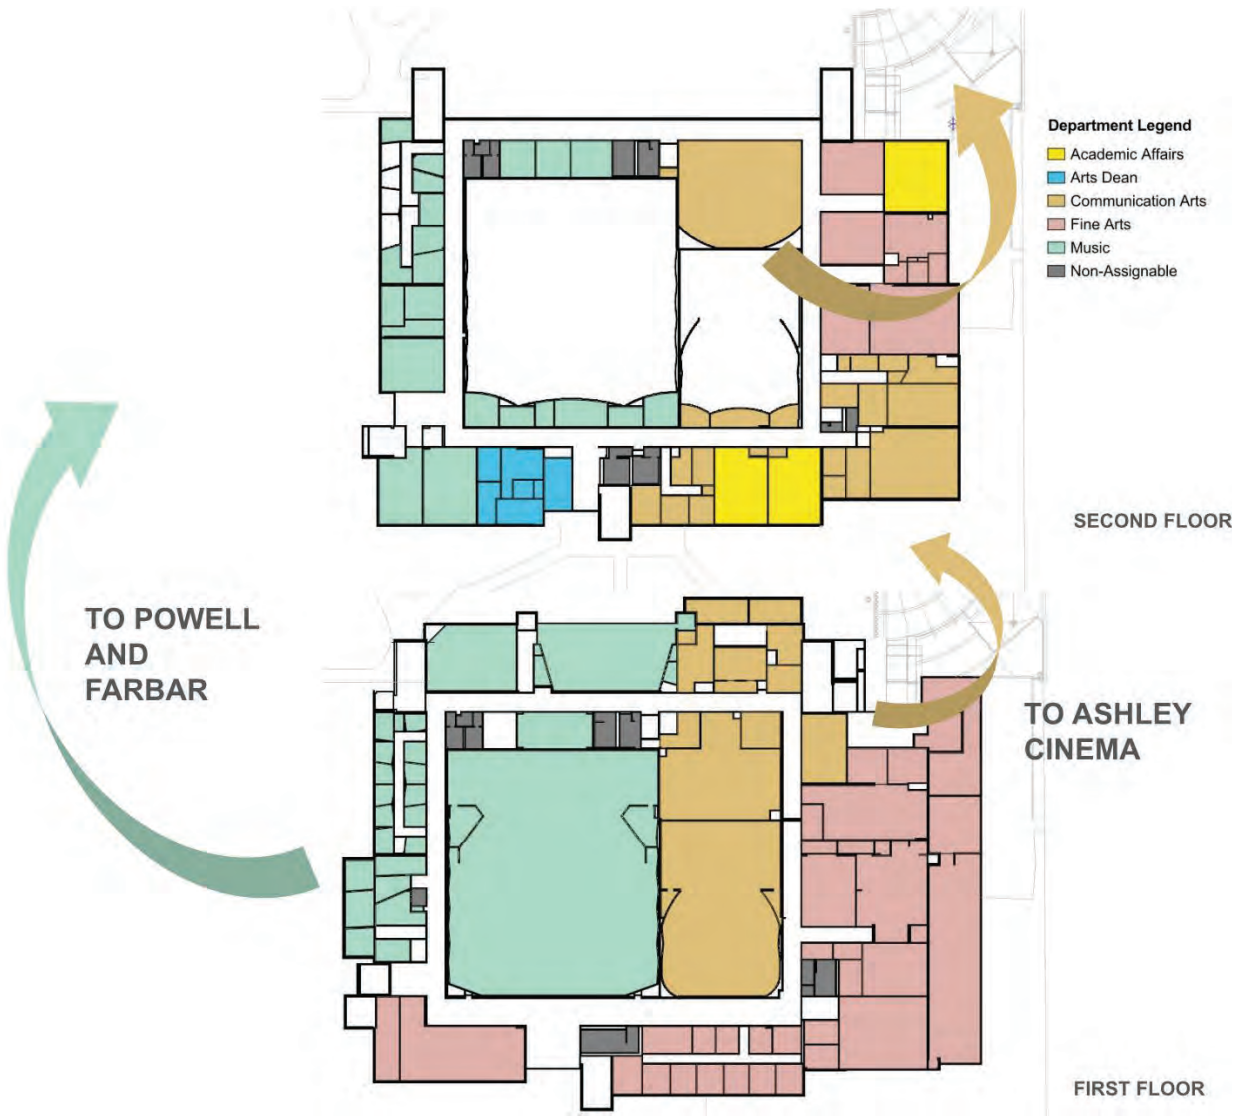 Department Legend
Academic Affairs
Arts Dean
Communication Arts
Fine Arts
Music
Non-Assignable
SECOND FLOOR
TO POWELL
AND
FARBAR
TO ASHLEY
CINEMA
FIRST FLOOR